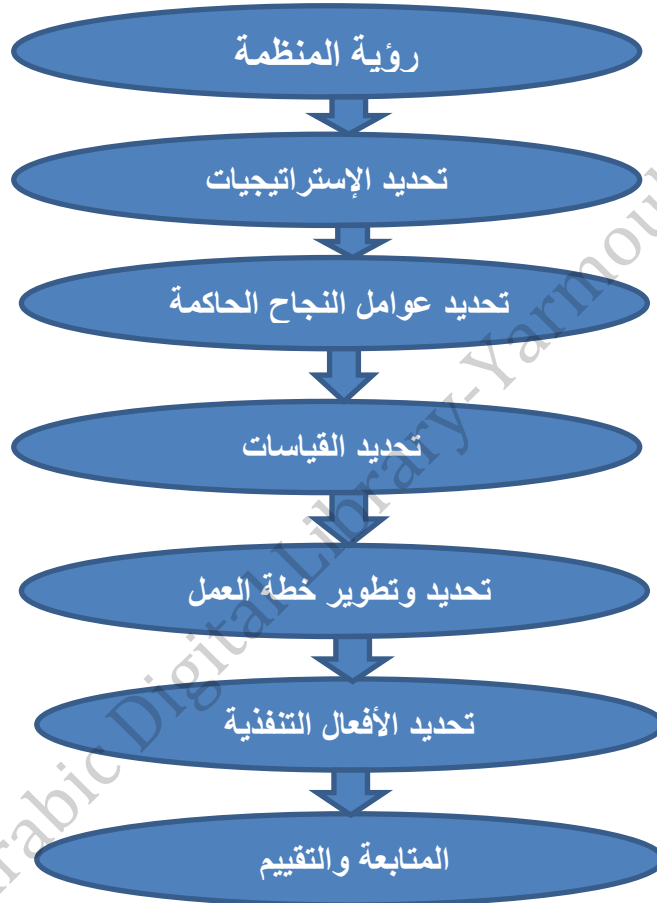 رؤية المنظمة
تحديد الإستراتيجيات
تحديد عوامل النجاح الحاكمة
تحديد القياسات
تحديد وتطوير خطة العمل
تحديد الأفعال التنفذية
المتابعة والتقييم
Arabic Digital Library-Yarmouk